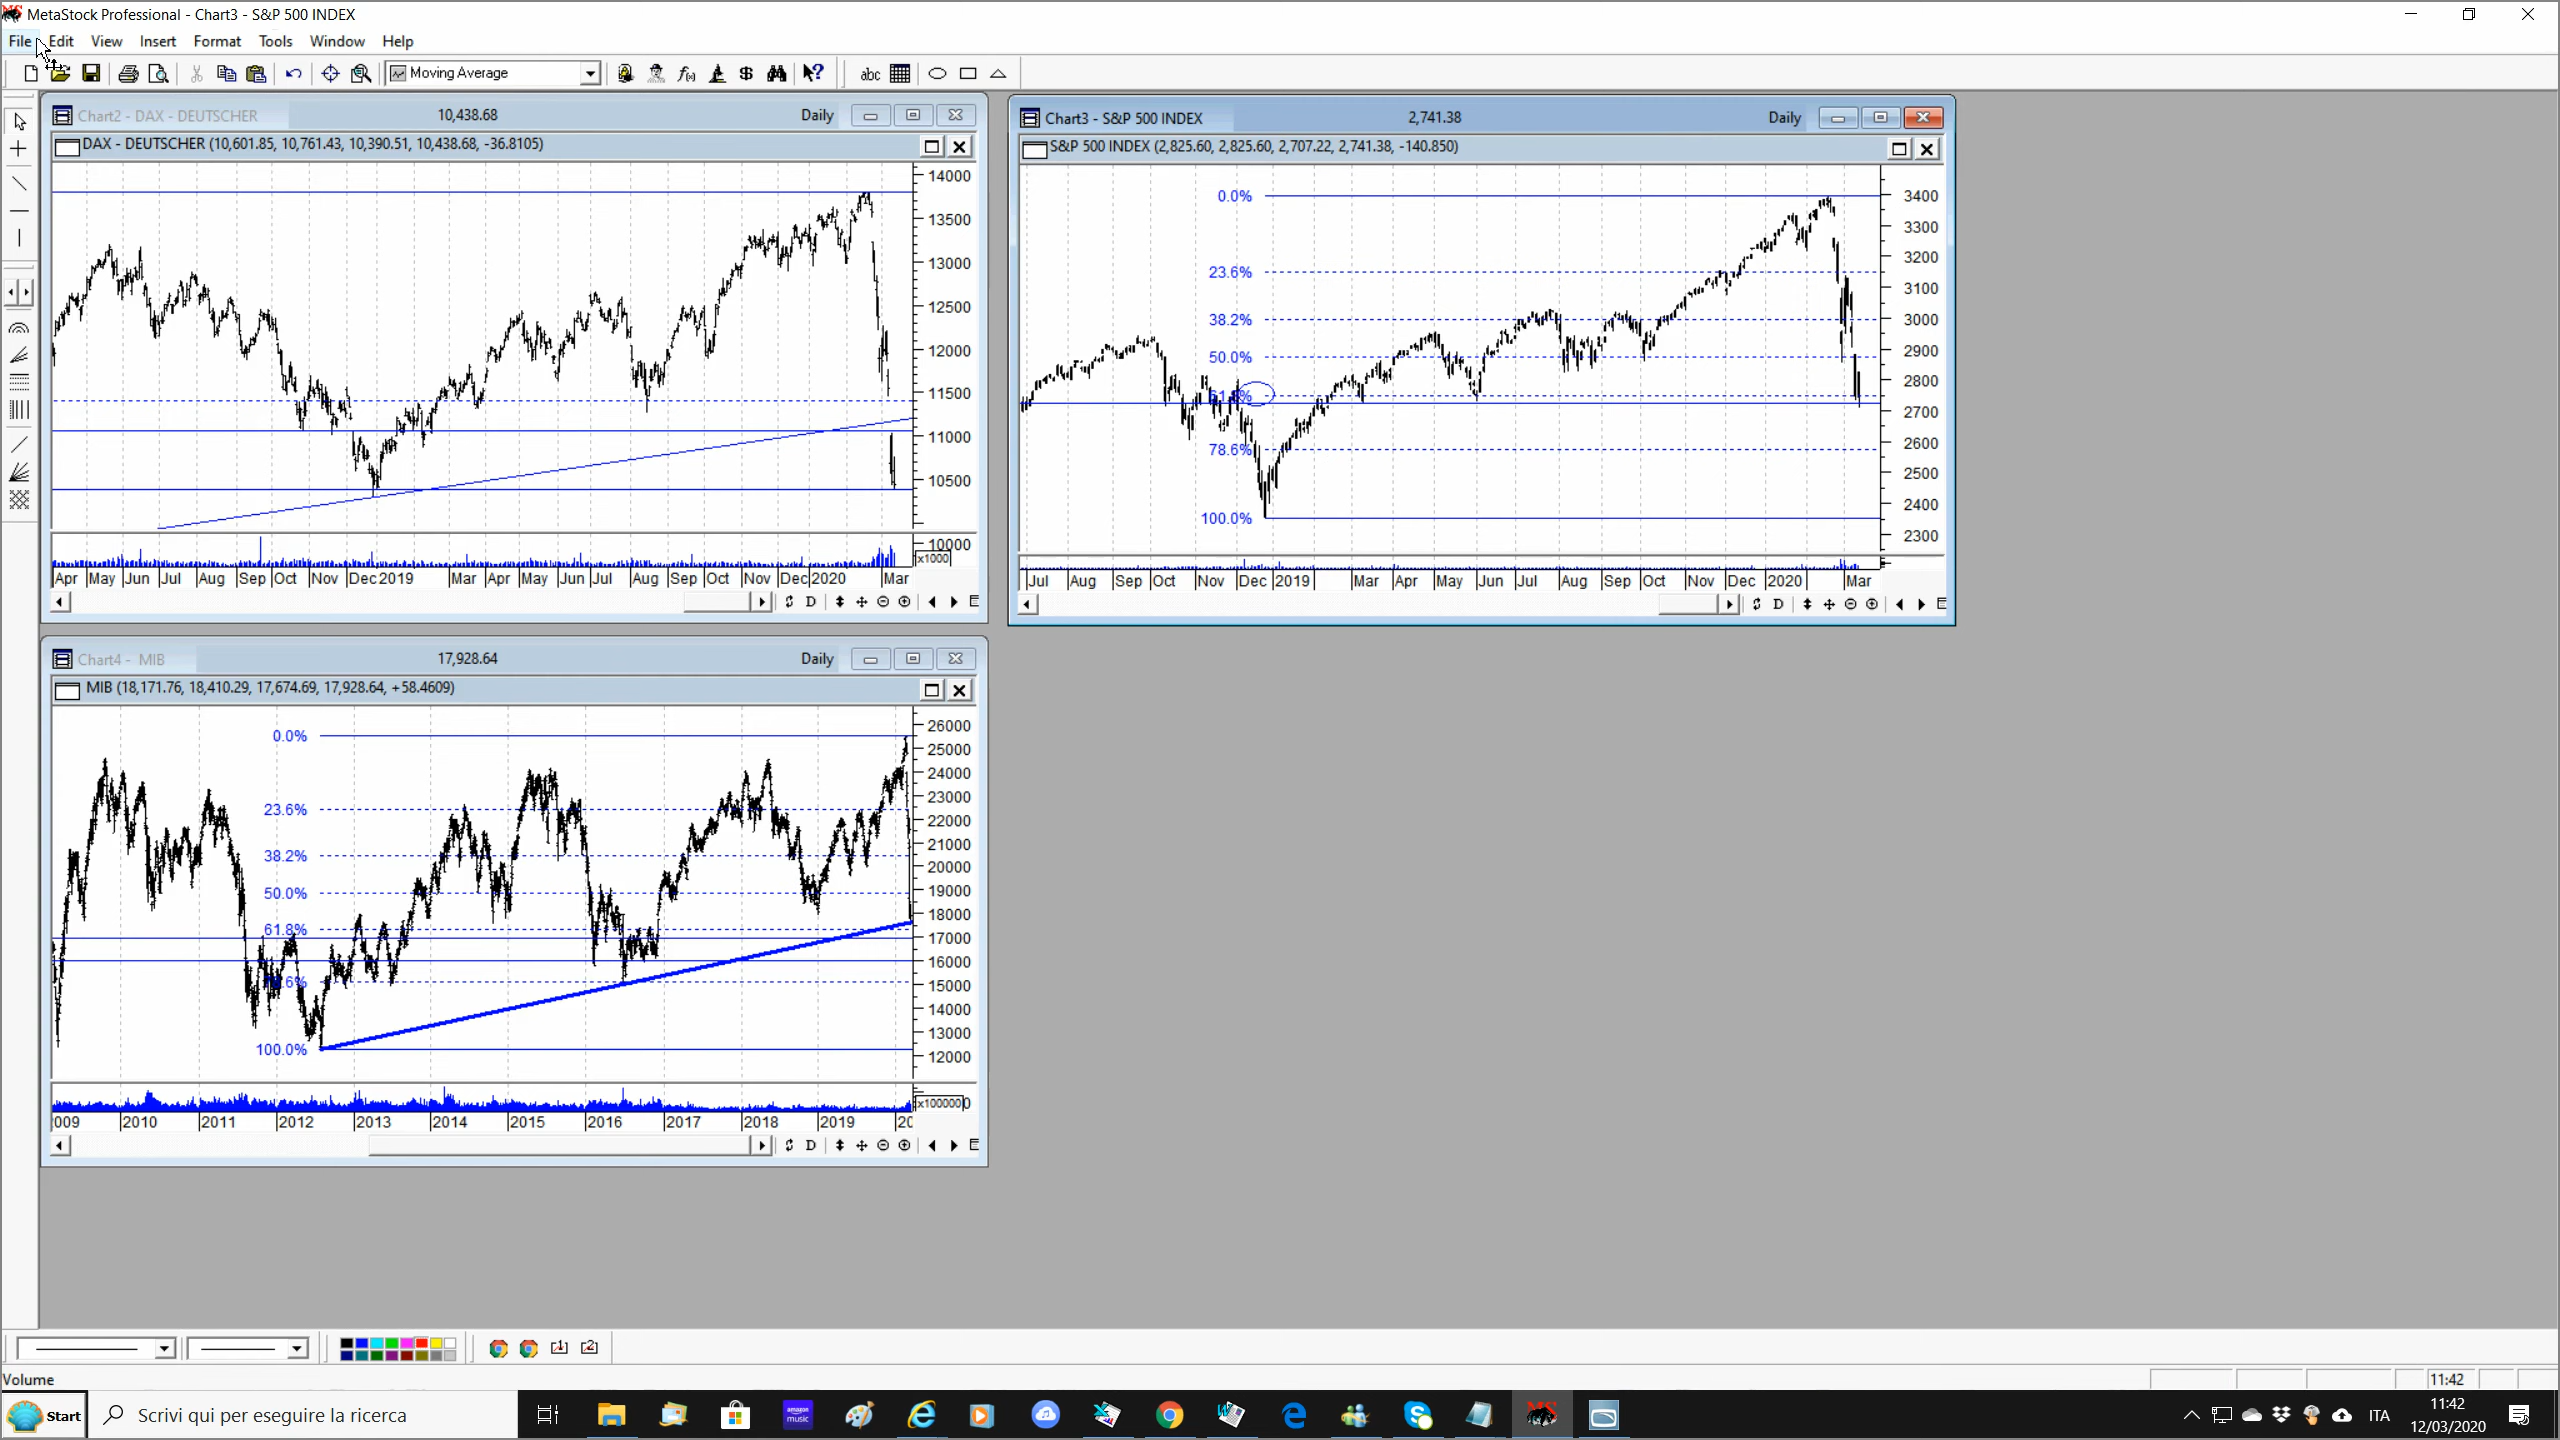 MetaStock Professional - Chart3 - S&P 500 INDEX
File Edit View Insert Format Tools Window Help
Moving Average
abc
Chart2 - DAX - DEUTSCHER 10,438.68 Daily
DAX - DEUTSCHER (10,601.85, 10,761.43, 10,390.51, 10,438.68, -36.8105)
14000
13500
13000
12500
12000
11500
11000
10500
10000
x1000
Apr May Jun Jul Aug Sep Oct Nov Dec 2019 Mar Apr May Jun Jul Aug Sep Oct Nov Dec 2020 Mar
D
Chart3 - S&P 500 INDEX 2,741.38 Daily
S&P 500 INDEX (2,825.60, 2,825.60, 2,707.22, 2,741.38, -140.850)
0.0%
23.6%
38.2%
50.0%
61.8%
78.6%
100.0%
3400
3300
3200
3100
3000
2900
2800
2700
2600
2500
2400
2300
Jul Aug Sep Oct Nov Dec 2019 Mar Apr May Jun Jul Aug Sep Oct Nov Dec 2020 Mar
D
Chart4 - MIB 17,928.64 Daily
MIB (18,171.76, 18,410.29, 17,674.69, 17,928.64, +58.4609)
0.0%
23.6%
38.2%
50.0%
61.8%
100.0%
26000
25000
24000
23000
22000
21000
20000
19000
18000
17000
16000
15000
14000
13000
12000
x100000
009 2010 2011 2012 2013 2014 2015 2016 2017 2018 2019
D
Volume
11:42
Start
Scrivi qui per eseguire la ricerca
amazon music
ITA
11:42
12/03/2020